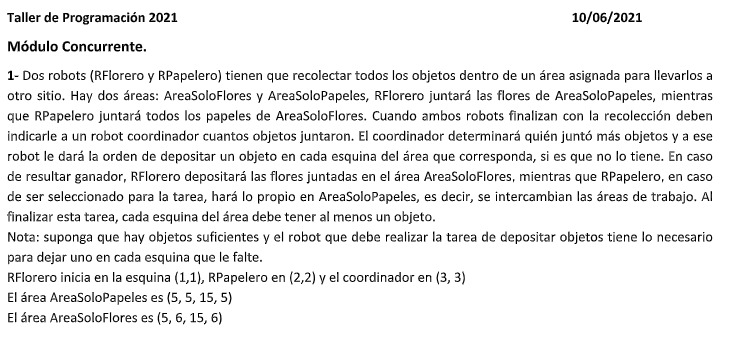 Taller de Programación 2021 10/06/2021
Módulo Concurrente.
1- Dos robots (RFlorero y RPapelero) tienen que recolectar todos los objetos dentro de un área asignada para llevarlos a
otro sitio. Hay dos áreas: AreaSoloFlores y AreaSoloPapeles, RFlorero juntará las flores de AreaSoloPapeles, mientras
que RPapelero juntará todos los papeles de AreaSoloFlores. Cuando ambos robots finalizan con la recolección deben
indicarle a un robot coordinador cuantos objetos juntaron. El coordinador determinará quién juntó más objetos y a ese
robot le dará la orden de depositar un objeto en cada esquina del área que corresponda, si es que no lo tiene. En caso
de resultar ganador, RFlorero depositará las flores juntadas en el área AreaSoloFlores, mientras que RPapelero, en caso
de ser seleccionado para la tarea, hará lo propio en AreaSoloPapeles, es decir, se intercambian las áreas de trabajo. Al
finalizar esta tarea, cada esquina del área debe tener al menos un objeto.
Nota: suponga que hay objetos suficientes y el robot que debe realizar la tarea de depositar objetos tiene lo necesario
para dejar uno en cada esquina que le falte.
RFlorero inicia en la esquina (1,1), RPapelero en (2,2) y el coordinador en (3, 3)
El área AreaSoloPapeles es (5, 5, 15, 5)
El área AreaSoloFlores es (5, 6, 15, 6)